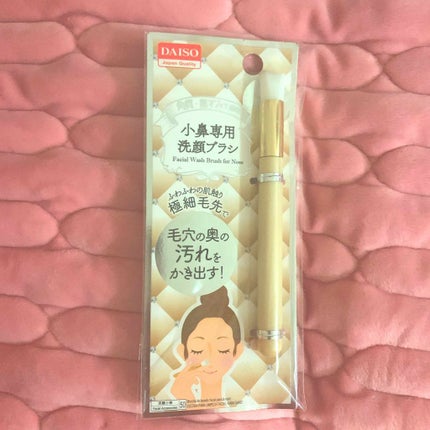 DAISO
Japan Quality
小鼻専用
洗顔ブラシ
Facial Wash Brush for Nose
ふわふわの肌触り
極細毛先で
毛穴の奥の
汚れを
かき出す!